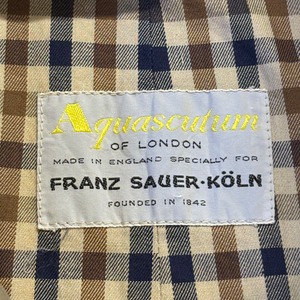 Aquascutum
OF LONDON
MADE IN ENGLAND SPECIALLY FOR
FRANZ SAUER·KÖLN
FOUNDED IN 1842